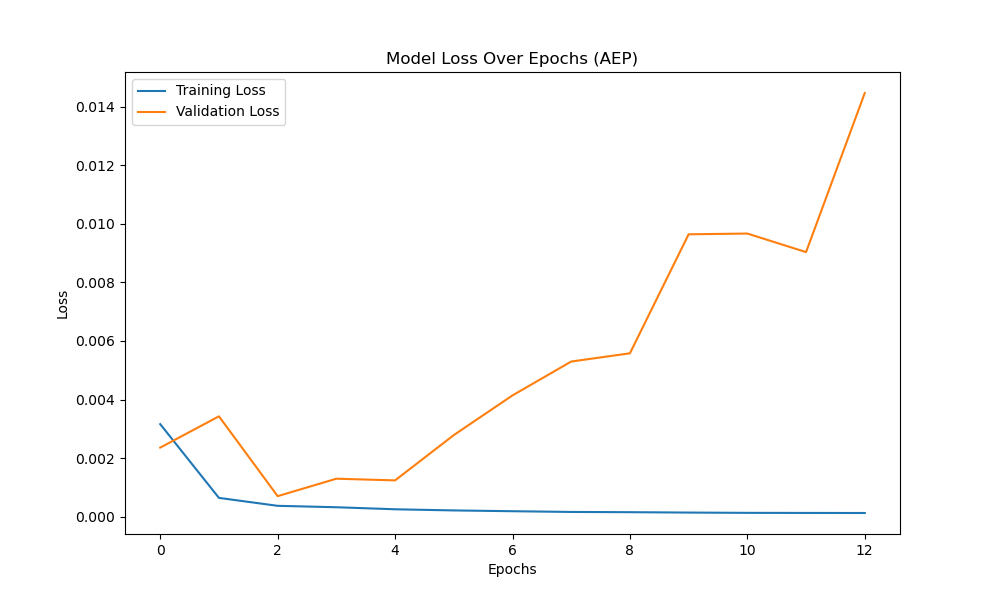 Model Loss Over Epochs (AEP)
Training Loss
Validation Loss
0.014
0.012
0.010
0.008
0.006
0.004
0.002
0.000
Loss
0 2 4 6 8 10 12
Epochs